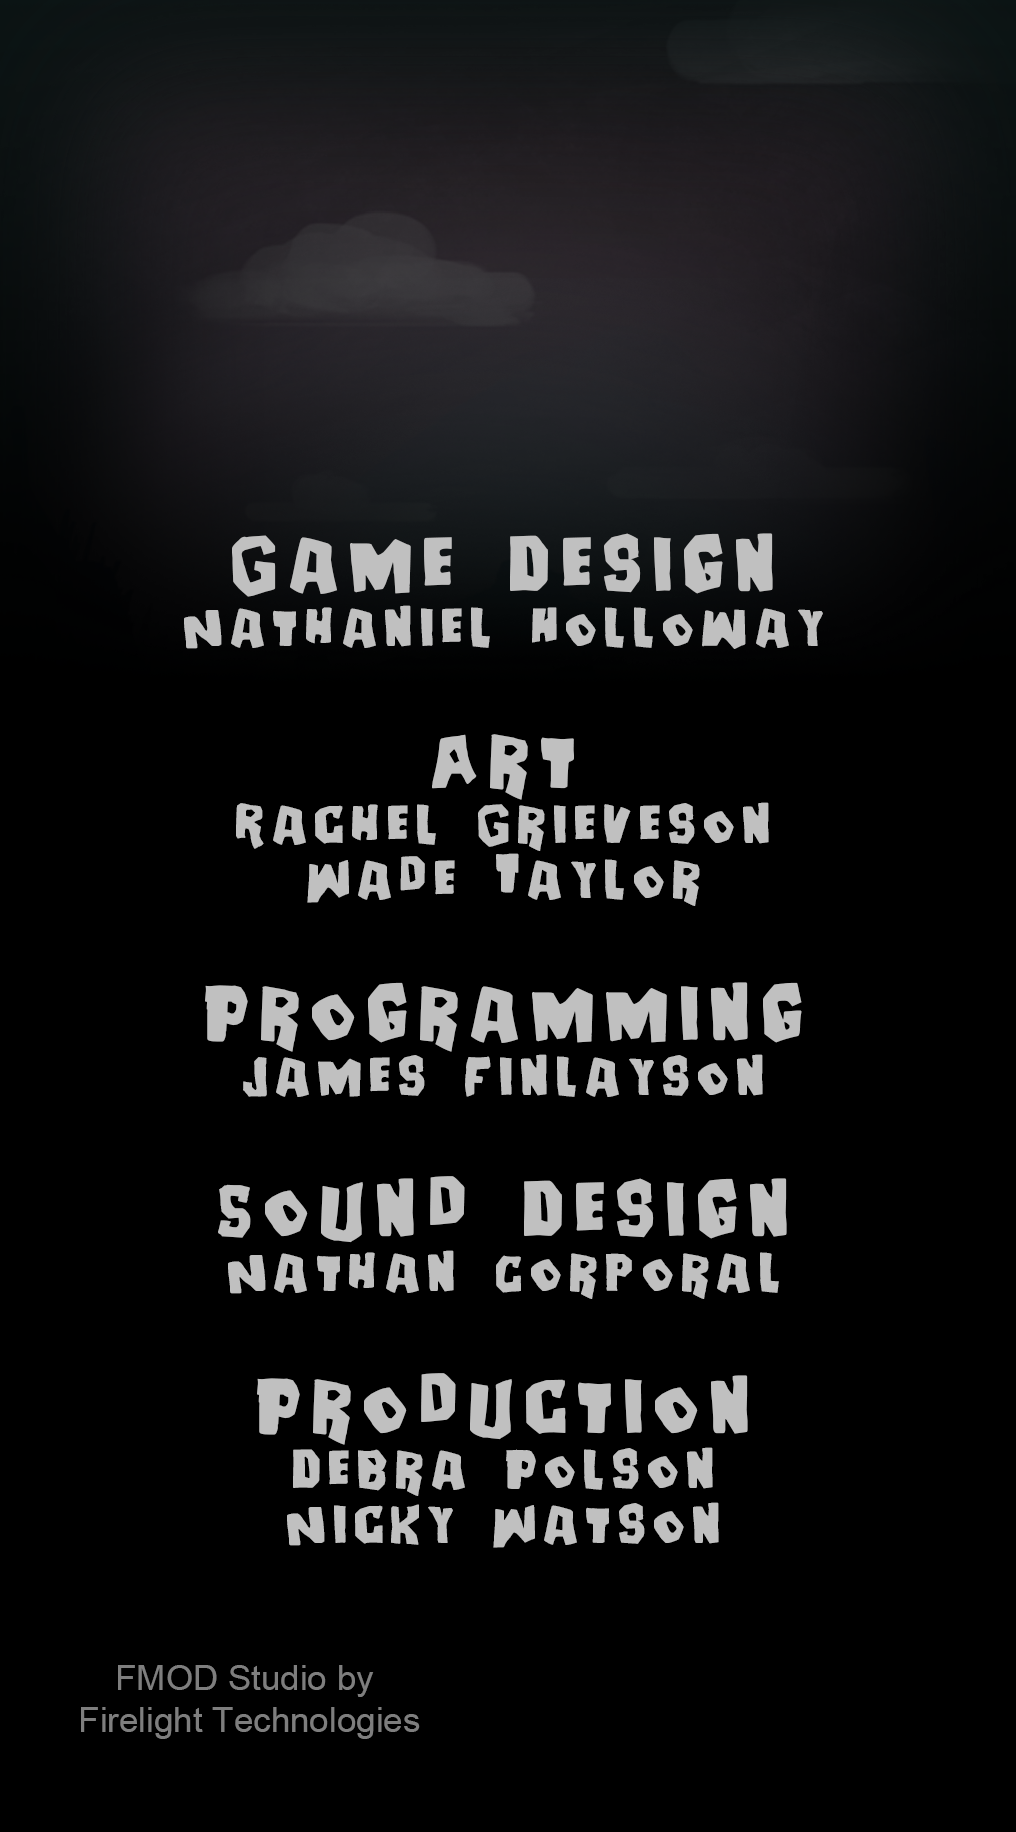 GAME DESIGN
NATHANIEL HOLLOWAY
ART
RACHEL GRIEVESON
WADE TAYLOR
PROGRAMMING
JAMES FINLAYSON
SOUND DESIGN
NATHAN CORPORAL
PRODUCTION
DEBRA POLSON
NICKY WATSON
FMOD Studio by
Firelight Technologies